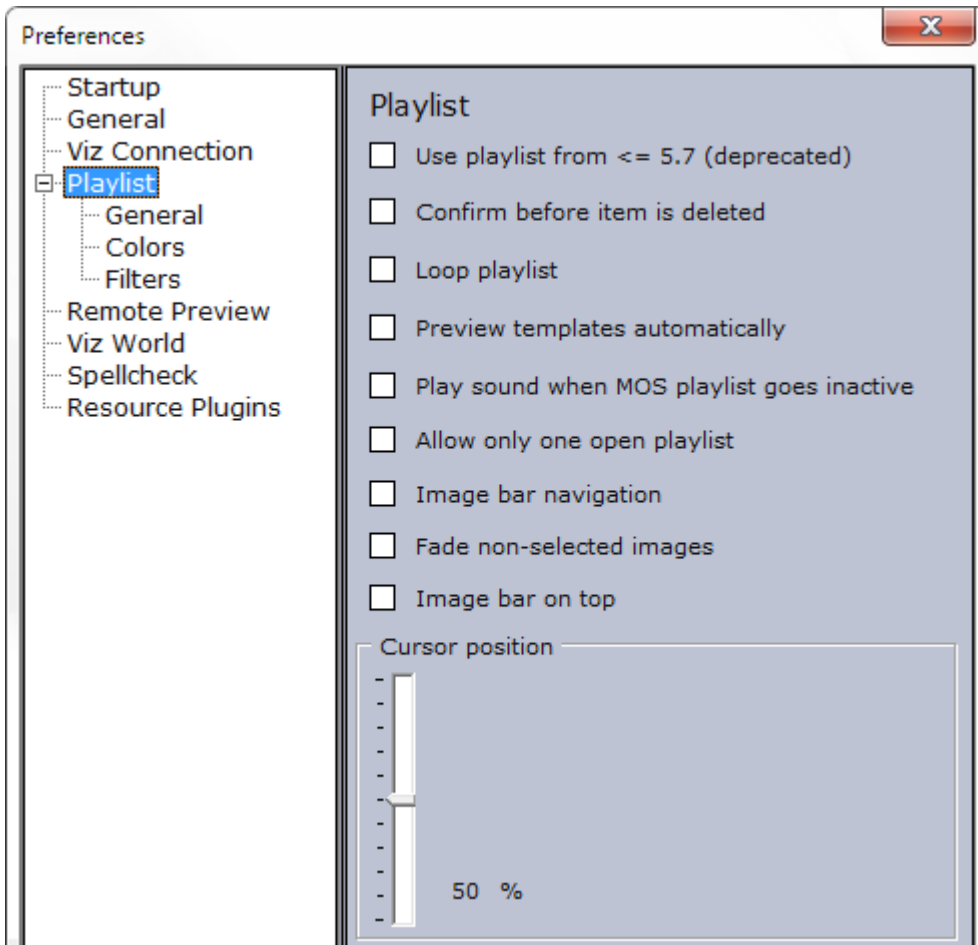 Preferences
Startup
General
Viz Connection
Playlist
General
Colors
Filters
Remote Preview
Viz World
Spellcheck
Resource Plugins
Playlist
Use playlist from <= 5.7 (deprecated)
Confirm before item is deleted
Loop playlist
Preview templates automatically
Play sound when MOS playlist goes inactive
Allow only one open playlist
Image bar navigation
Fade non-selected images
Image bar on top
Cursor position
50 %